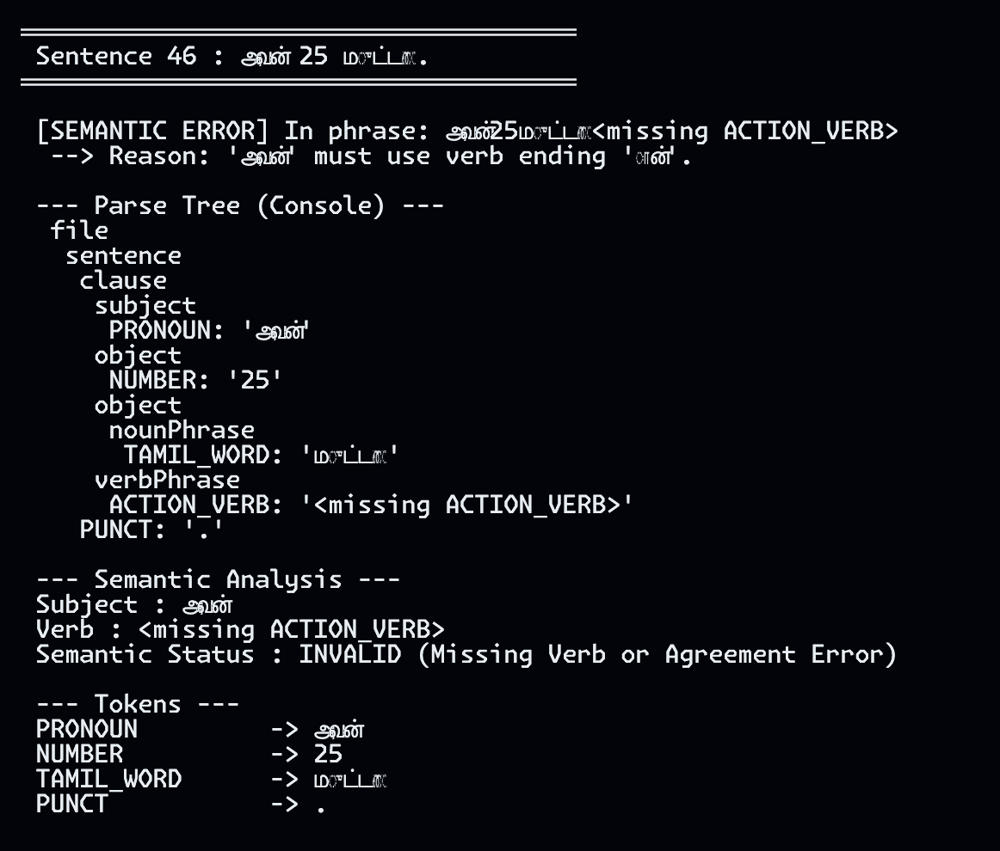 Sentence 46 : அவன் 25 முட்டை.
[SEMANTIC ERROR] In phrase: அவன்25முட்டை<missing ACTION_VERB>
--> Reason: 'அவன்' must use verb ending 'ான்'.
--- Parse Tree (Console) ---
file
sentence
clause
subject
PRONOUN: 'அவன்'
object
NUMBER: '25'
object
nounPhrase
TAMIL_WORD: 'முட்டை'
verbPhrase
ACTION_VERB: '<missing ACTION_VERB>'
PUNCT: '.'
--- Semantic Analysis ---
Subject : அவன்
Verb : <missing ACTION_VERB>
Semantic Status : INVALID (Missing Verb or Agreement Error)
--- Tokens ---
PRONOUN -> அவன்
NUMBER -> 25
TAMIL_WORD -> முட்டை
PUNCT -> .